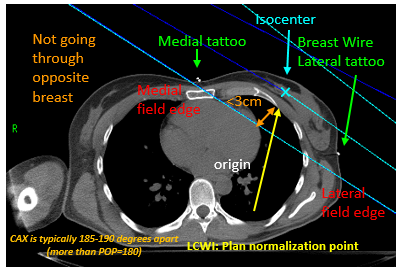 Isocenter
Not going
through
opposite
breast
Medial tattoo
Breast Wire
Lateral tattoo
Medial
field edge
<3cm
R
origin
Lateral
field edge
CAX is typically 185-190 degrees apart
(more than POP=180)
LCWI: Plan normalization point